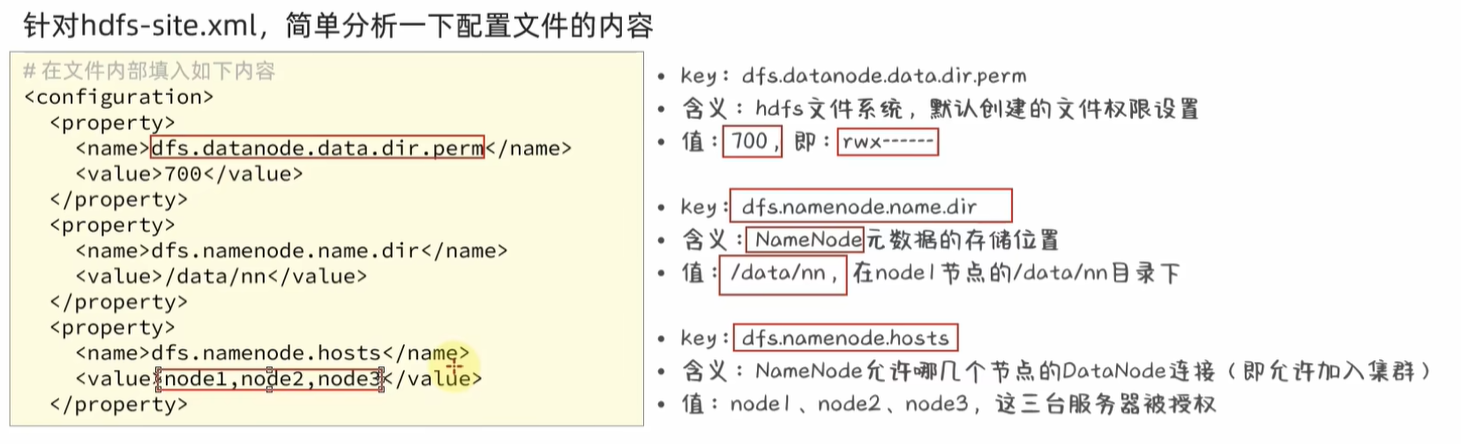 针对hdfs-site.xml，简单分析一下配置文件的内容
# 在文件内部填入如下内容
<configuration>
<property>
<name>dfs.datanode.data.dir.perm</name>
<value>700</value>
</property>
<property>
<name>dfs.namenode.name.dir</name>
<value>/data/nn</value>
</property>
<property>
<name>dfs.namenode.hosts</name>
<value>node1,node2,node3</value>
</property>
• key：dfs.datanode.data.dir.perm
• 含义：hdfs文件系统，默认创建的文件权限设置
• 值：700，即：rwx------
• key：dfs.namenode.name.dir
• 含义：NameNode元数据的存储位置
• 值：/data/nn，在node1节点的/data/nn目录下
• key：dfs.namenode.hosts
• 含义：NameNode允许哪几个节点的DataNode连接（即允许加入集群）
• 值：node1、node2、node3，这三台服务器被授权